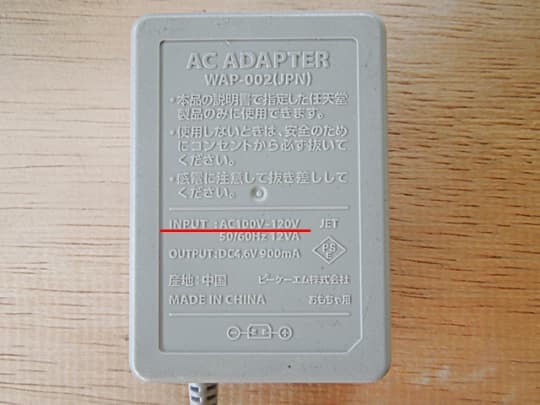 AC ADAPTER
WAP-002(JPN)
・本品の説明書で指定した任天堂
製品のみに使用できます。
・使用しないときは、安全のため
にコンセントから必ず抜いて
ください。
・感電に注意して抜き差ししてください。
INPUT : AC100V-120V JET
50/60Hz 12VA
OUTPUT:DC4.6V 900mA
PS
E
産地:中国 ピーケーエム株式会社
MADE IN CHINA おもちゃ用